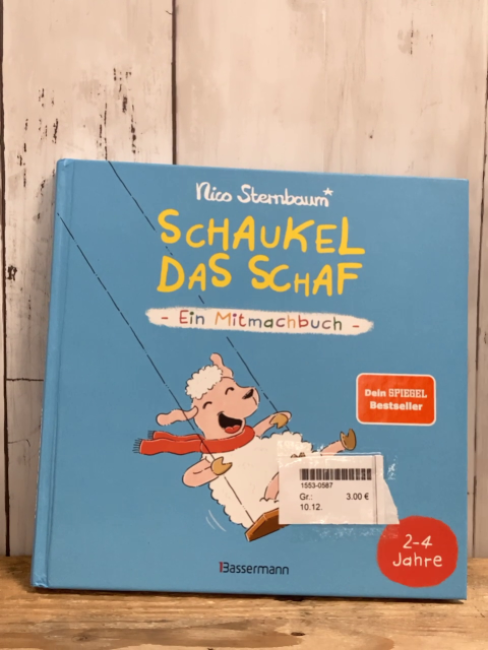 Nico Sternbaum*
SCHAUKEL
DAS SCHAF
- Ein Mitmachbuch -
Dein SPIEGEL
Bestseller
1553-0587
Gr.: 3.00 €
10.12.
2-4
Jahre
Bassermann